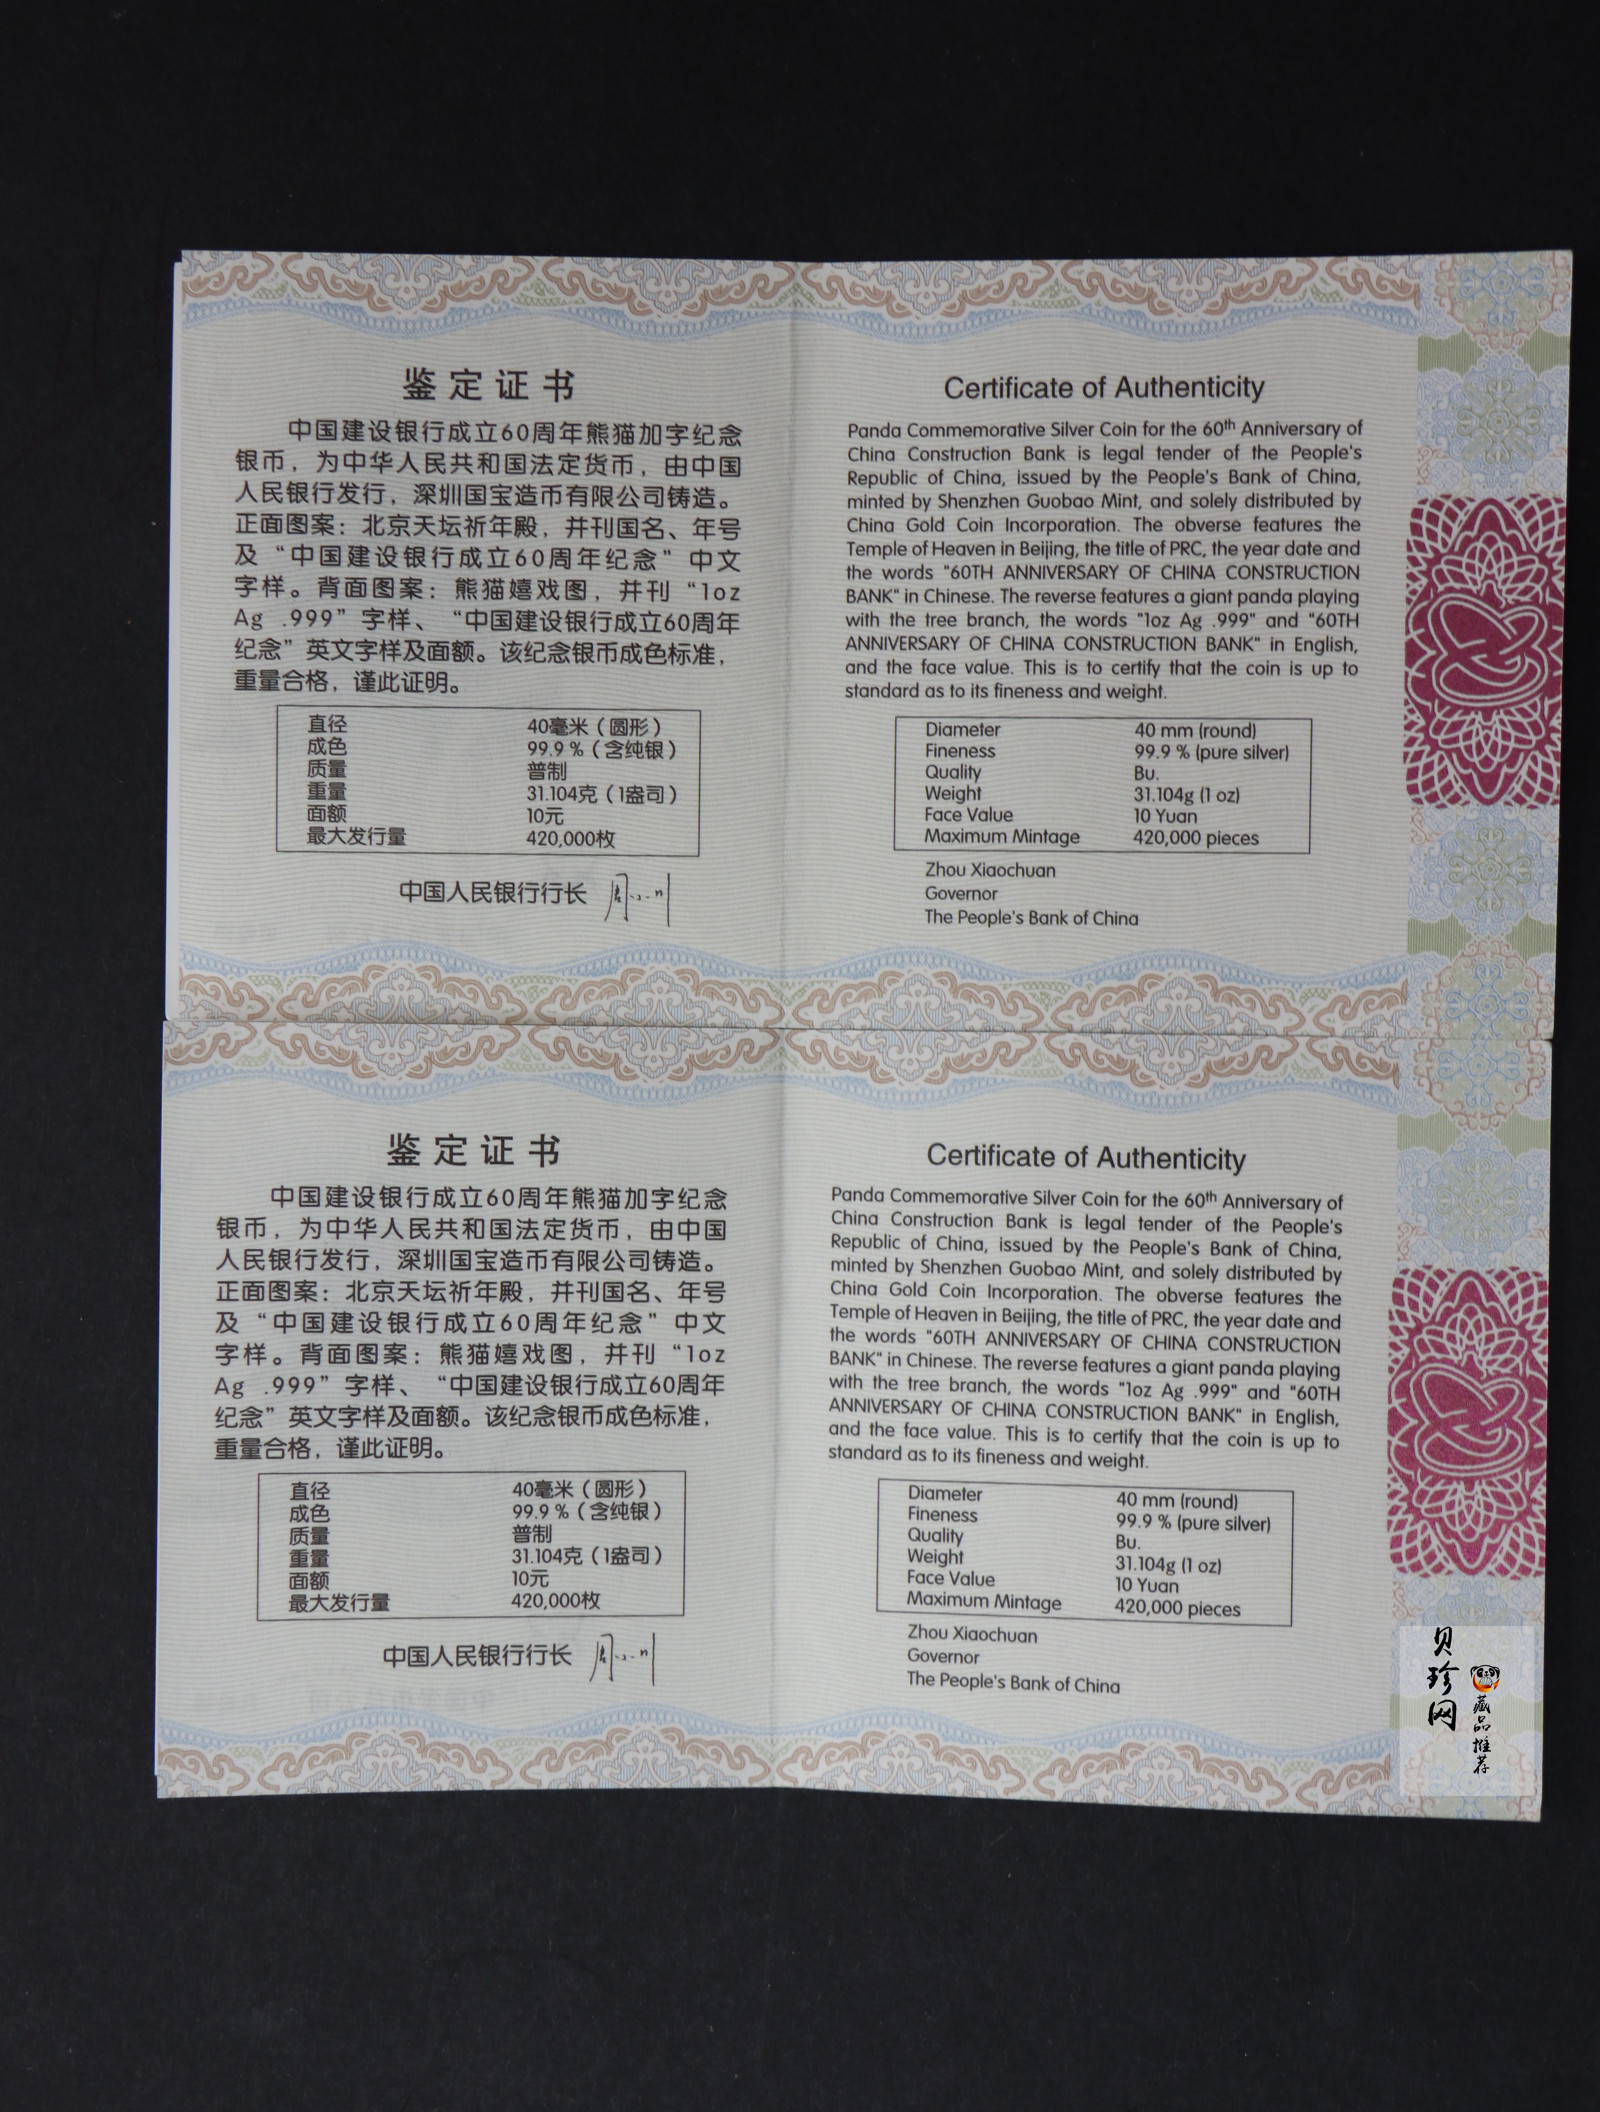 鉴定证书
中国建设银行成立60周年熊猫加字纪念
银币，为中华人民共和国法定货币，由中国
人民银行发行，深圳国宝造币有限公司铸造。
正面图案：北京天坛祈年殿，并刊国名、年号
及“中国建设银行成立60周年纪念”中文
字样。背面图案：熊猫嬉戏图，并刊“1oz
Ag .999”字样、“中国建设银行成立60周年
纪念”英文字样及面额。该纪念银币成色标准，
重量合格，谨此证明。
直径 40毫米（圆形）
成色 99.9%（含纯银）
质量 普制
重量 31.104克（1盎司）
面额 10元
最大发行量 420,000枚
中国人民银行行长 周小川
Certificate of Authenticity
Panda Commemorative Silver Coin for the 60th Anniversary of
China Construction Bank is legal tender of the People's
Republic of China, issued by the People's Bank of China,
minted by Shenzhen Guobao Mint, and solely distributed by
China Gold Coin Incorporation. The obverse features the
Temple of Heaven in Beijing, the title of PRC, the year date and
the words "60TH ANNIVERSARY OF CHINA CONSTRUCTION
BANK" in Chinese. The reverse features a giant panda playing
with the tree branch, the words "1oz Ag .999" and "60TH
ANNIVERSARY OF CHINA CONSTRUCTION BANK" in English,
and the face value. This is to certify that the coin is up to
standard as to its fineness and weight.
Diameter 40 mm (round)
Fineness 99.9 % (pure silver)
Quality Bu.
Weight 31.104g (1 oz)
Face Value 10 Yuan
Maximum Mintage 420,000 pieces
Zhou Xiaochuan
Governor
The People's Bank of China
鉴定证书
中国建设银行成立60周年熊猫加字纪念
银币，为中华人民共和国法定货币，由中国
人民银行发行，深圳国宝造币有限公司铸造。
正面图案：北京天坛祈年殿，并刊国名、年号
及“中国建设银行成立60周年纪念”中文
字样。背面图案：熊猫嬉戏图，并刊“1oz
Ag .999”字样、“中国建设银行成立60周年
纪念”英文字样及面额。该纪念银币成色标准，
重量合格，谨此证明。
直径 40毫米（圆形）
成色 99.9%（含纯银）
质量 普制
重量 31.104克（1盎司）
面额 10元
最大发行量 420,000枚
中国人民银行行长 周小川
Certificate of Authenticity
Panda Commemorative Silver Coin for the 60th Anniversary of
China Construction Bank is legal tender of the People's
Republic of China, issued by the People's Bank of China,
minted by Shenzhen Guobao Mint, and solely distributed by
China Gold Coin Incorporation. The obverse features the
Temple of Heaven in Beijing, the title of PRC, the year date and
the words "60TH ANNIVERSARY OF CHINA CONSTRUCTION
BANK" in Chinese. The reverse features a giant panda playing
with the tree branch, the words "1oz Ag .999" and "60TH
ANNIVERSARY OF CHINA CONSTRUCTION BANK" in English,
and the face value. This is to certify that the coin is up to
standard as to its fineness and weight.
Diameter 40 mm (round)
Fineness 99.9 % (pure silver)
Quality Bu.
Weight 31.104g (1 oz)
Face Value 10 Yuan
Maximum Mintage 420,000 pieces
Zhou Xiaochuan
Governor
The People's Bank of China
贝珍网
藏品推荐